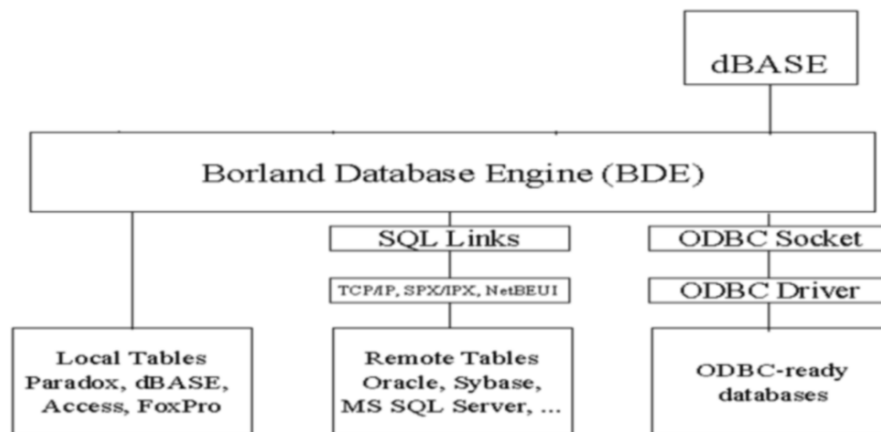 dBASE
Borland Database Engine (BDE)
SQL Links
ODBC Socket
TCP/IP, SPX/IPX, NetBEUI
ODBC Driver
Local Tables
Paradox, dBASE,
Access, FoxPro
Remote Tables
Oracle, Sybase,
MS SQL Server, ...
ODBC-ready
databases